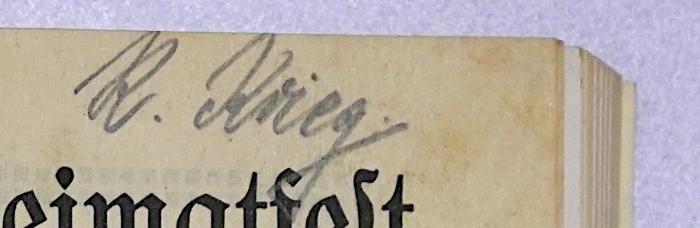 R. Krieg.
eimatfeſt